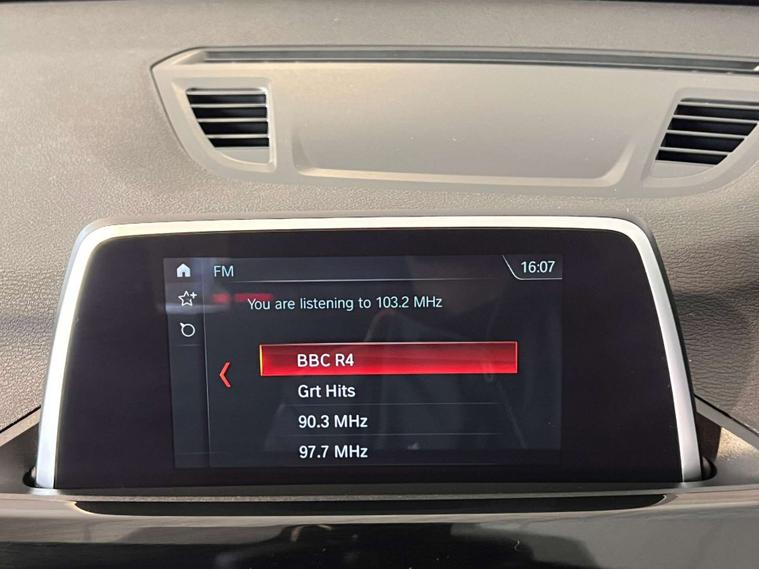 FM
16:07
You are listening to 103.2 MHz
BBC R4
Grt Hits
90.3 MHz
97.7 MHz